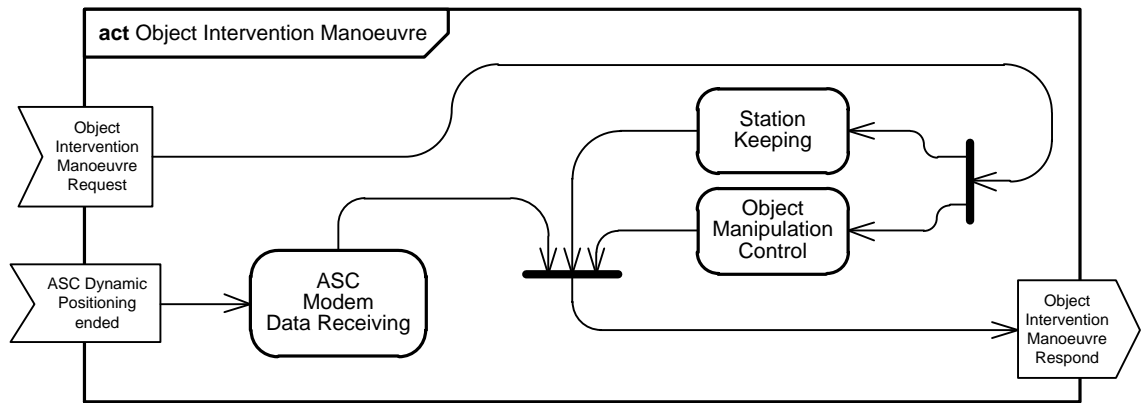 act Object Intervention Manoeuvre
Object
Intervention
Manoeuvre
Request
Station
Keeping
Object
Manipulation
Control
ASC Dynamic
Positioning
ended
ASC
Modem
Data Receiving
Object
Intervention
Manoeuvre
Respond